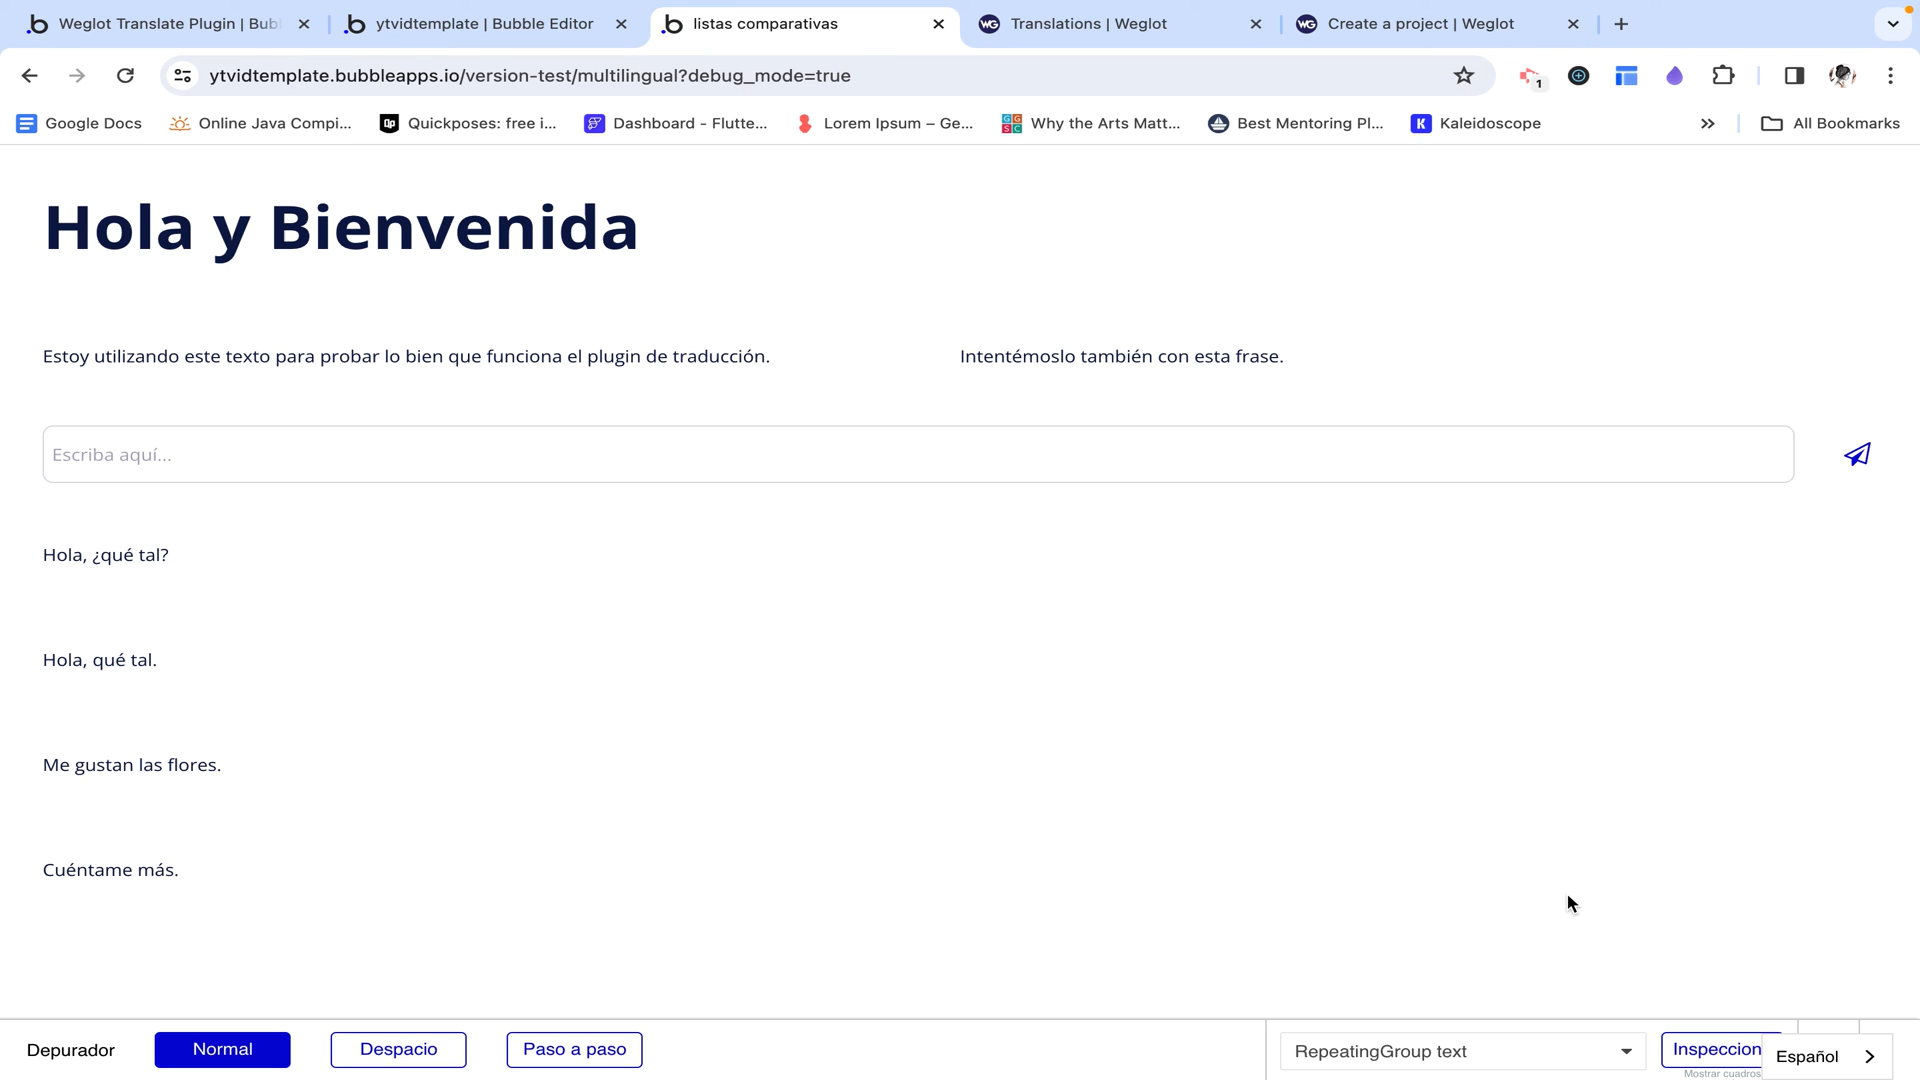 Weglot Translate Plugin | Bub
ytvidtemplate | Bubble Editor
listas comparativas
Translations | Weglot
Create a project | Weglot
ytvidtemplate.bubbleapps.io/version-test/multilingual?debug_mode=true
1
Google Docs
Online Java Compi...
Quickposes: free i...
Dashboard - Flutte...
Lorem Ipsum – Ge...
Why the Arts Matt...
Best Mentoring Pl...
Kaleidoscope
All Bookmarks
Hola y Bienvenida
Estoy utilizando este texto para probar lo bien que funciona el plugin de traducción.
Intentémoslo también con esta frase.
Escriba aquí...
Hola, ¿qué tal?
Hola, qué tal.
Me gustan las flores.
Cuéntame más.
Depurador
Normal
Despacio
Paso a paso
RepeatingGroup text
Inspeccion
Mostrar cuadros
Español